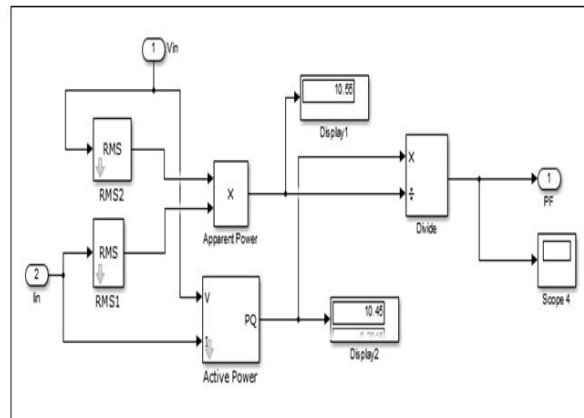 1
Vin
10.55
Display1
RMS
RMS2
X
Apparent Power
X
÷
Divide
1
PF
RMS
RMS1
2
Iin
Scope 4
V
PQ
I
Active Power
10.45
Display2